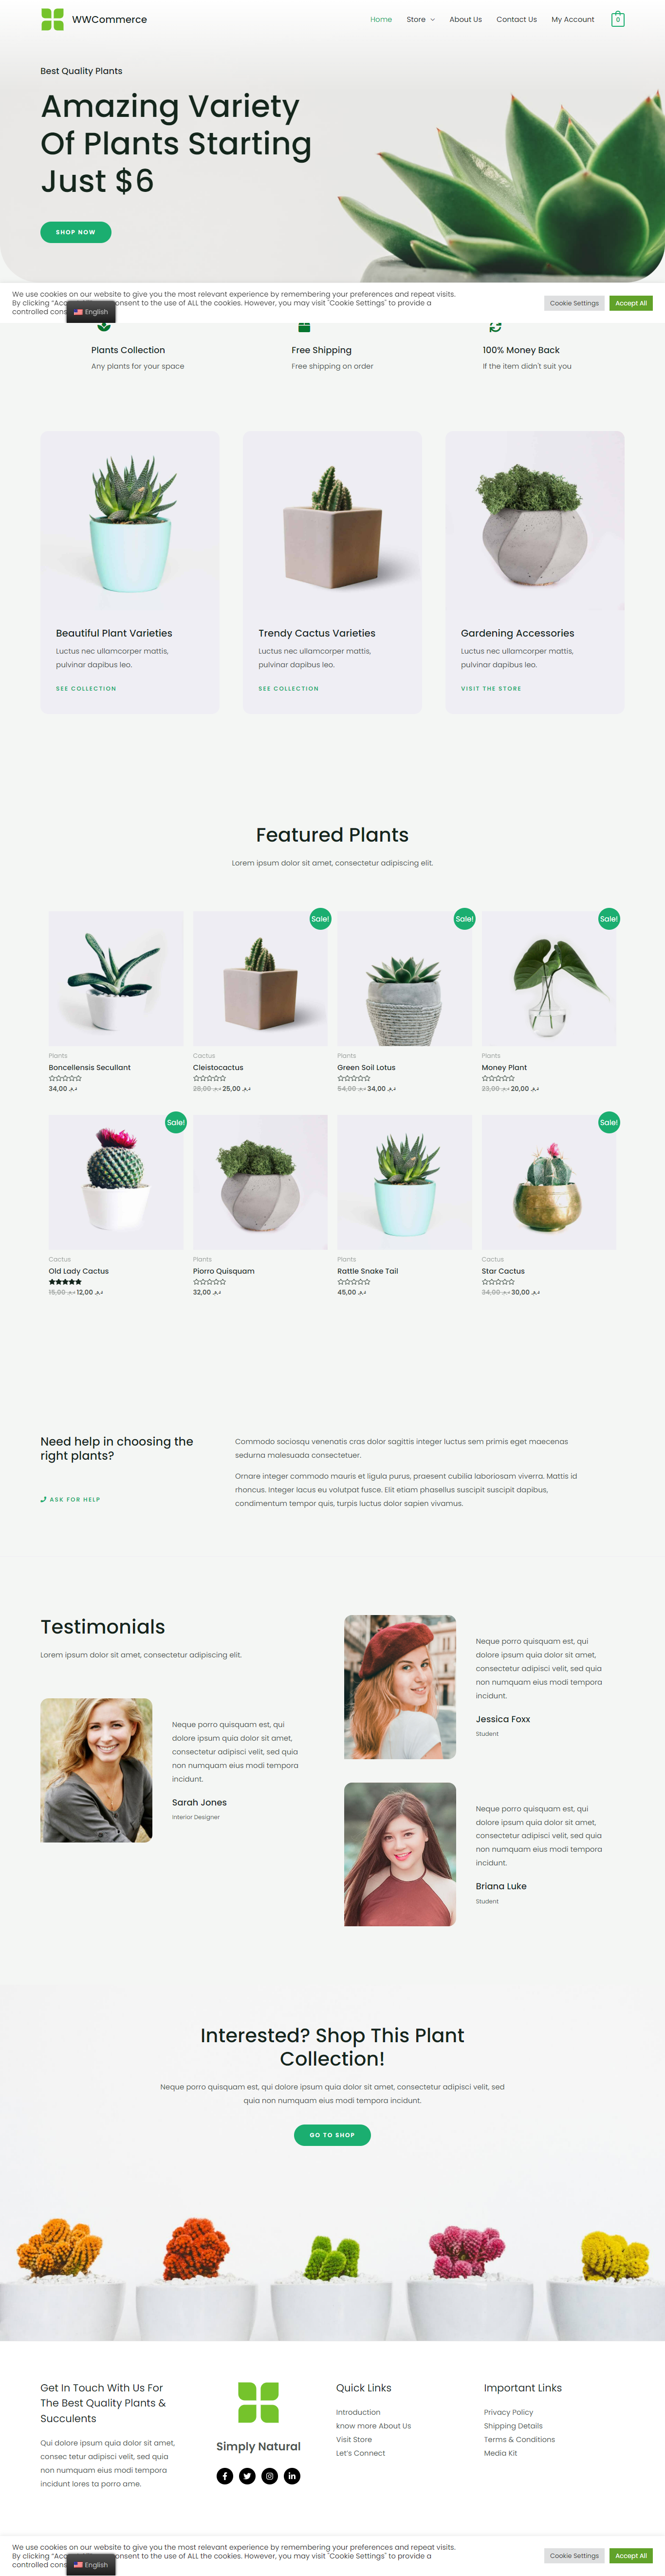 WWCommerce
Home
Store
About Us
Contact Us
My Account
0
Best Quality Plants
Amazing Variety
Of Plants Starting
Just $6
SHOP NOW
We use cookies on our website to give you the most relevant experience by remembering your preferences and repeat visits.
By clicking "Acc onsent to the use of ALL the cookies. However, you may visit "Cookie Settings" to provide a
controlled cons
English
Cookie Settings
Accept All
Plants Collection
Any plants for your space
Free Shipping
Free shipping on order
100% Money Back
If the item didn't suit you
Beautiful Plant Varieties
Luctus nec ullamcorper mattis,
pulvinar dapibus leo.
SEE COLLECTION
Trendy Cactus Varieties
Luctus nec ullamcorper mattis,
pulvinar dapibus leo.
SEE COLLECTION
Gardening Accessories
Luctus nec ullamcorper mattis,
pulvinar dapibus leo.
VISIT THE STORE
Featured Plants
Lorem ipsum dolor sit amet, consectetur adipiscing elit.
Plants
Boncellensis Secullant
34,00 د.م.
Sale!
Cactus
Cleistocactus
28,00 د.م. 25,00 د.م.
Sale!
Plants
Green Soil Lotus
54,00 د.م. 34,00 د.م.
Sale!
Plants
Money Plant
23,00 د.م. 20,00 د.م.
Sale!
Cactus
Old Lady Cactus
15,00 د.م. 12,00 د.م.
Plants
Piorro Quisquam
32,00 د.م.
Plants
Rattle Snake Tail
45,00 د.م.
Sale!
Cactus
Star Cactus
34,00 د.م. 30,00 د.م.
Need help in choosing the
right plants?
ASK FOR HELP
Commodo sociosqu venenatis cras dolor sagittis integer luctus sem primis eget maecenas
sedurna malesuada consectetuer.
Ornare integer commodo mauris et ligula purus, praesent cubilia laboriosam viverra. Mattis id
rhoncus. Integer lacus eu volutpat fusce. Elit etiam phasellus suscipit suscipit dapibus,
condimentum tempor quis, turpis luctus dolor sapien vivamus.
Testimonials
Lorem ipsum dolor sit amet, consectetur adipiscing elit.
Neque porro quisquam est, qui
dolore ipsum quia dolor sit amet,
consectetur adipisci velit, sed quia
non numquam eius modi tempora
incidunt.
Sarah Jones
Interior Designer
Neque porro quisquam est, qui
dolore ipsum quia dolor sit amet,
consectetur adipisci velit, sed quia
non numquam eius modi tempora
incidunt.
Jessica Foxx
Student
Neque porro quisquam est, qui
dolore ipsum quia dolor sit amet,
consectetur adipisci velit, sed quia
non numquam eius modi tempora
incidunt.
Briana Luke
Student
Interested? Shop This Plant
Collection!
Neque porro quisquam est, qui dolore ipsum quia dolor sit amet, consectetur adipisci velit, sed
quia non numquam eius modi tempora incidunt.
GO TO SHOP
Get In Touch With Us For
The Best Quality Plants &
Succulents
Qui dolore ipsum quia dolor sit amet,
consec tetur adipisci velit, sed quia
non numquam eius modi tempora
incidunt lores ta porro ame.
Simply Natural
Quick Links
Introduction
know more About Us
Visit Store
Let's Connect
Important Links
Privacy Policy
Shipping Details
Terms & Conditions
Media Kit
We use cookies on our website to give you the most relevant experience by remembering your preferences and repeat visits.
By clicking "Acc onsent to the use of ALL the cookies. However, you may visit "Cookie Settings" to provide a
controlled cons
English
Cookie Settings
Accept All